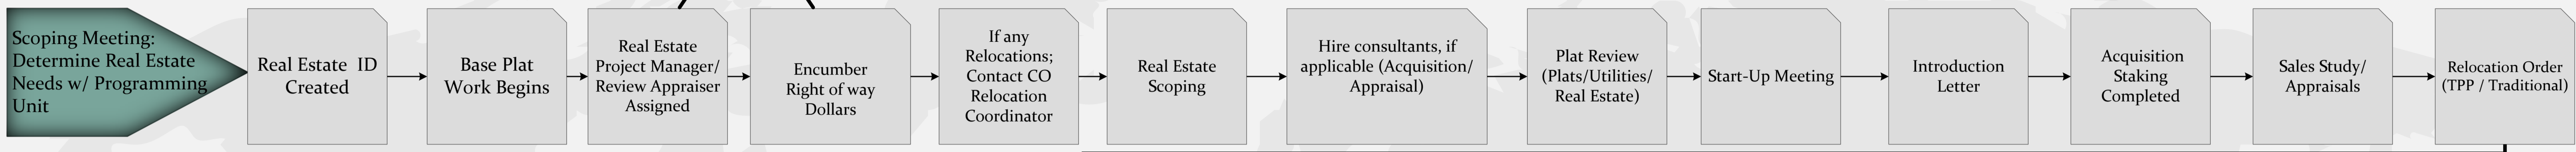 Scoping Meeting:
Determine Real Estate
Needs w/ Programming
Unit
Real Estate  ID
Created
Base Plat
Work Begins
Real Estate
Project Manager/
Review Appraiser
Assigned
Encumber
Right of way
Dollars
If any
Relocations;
Contact CO
Relocation
Coordinator
Real Estate
Scoping
Hire consultants, if
applicable (Acquisition/
Appraisal)
Plat Review
(Plats/Utilities/
Real Estate)
Start-Up Meeting
Introduction
Letter
Acquisition
Staking
Completed
Sales Study/
Appraisals
Relocation Order
(TPP / Traditional)